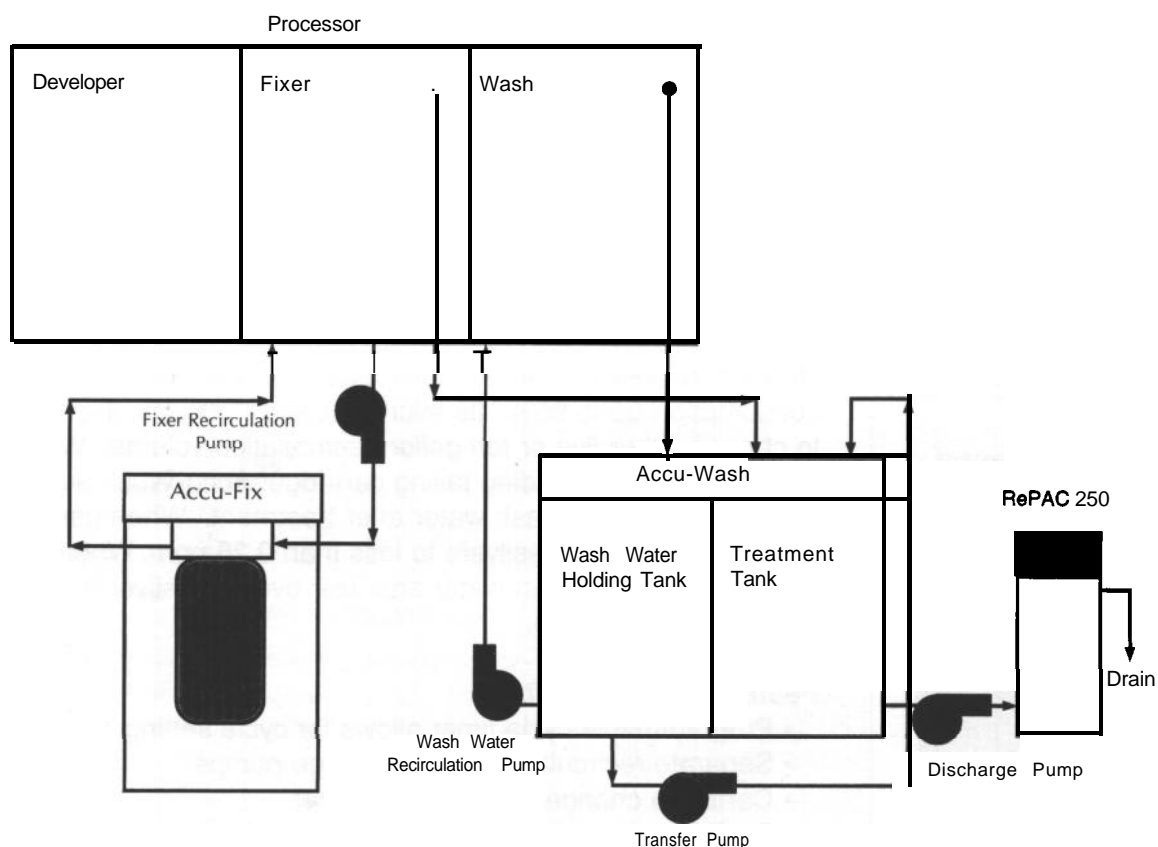 Processor
Developer
Fixer
Wash
Fixer Recirculation
Pump
Accu-Fix
Accu-Wash
RePAC 250
Wash Water
Holding Tank
Treatment
Tank
Drain
Wash Water
Recirculation Pump
Discharge Pump
Transfer Pump